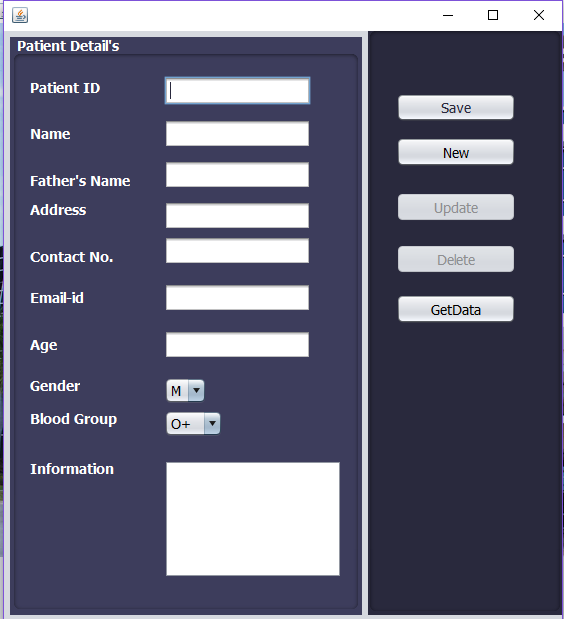 Patient Detail's
Patient ID
Name
Father's Name
Address
Contact No.
Email-id
Age
Gender
M
Blood Group
O+
Information
Save
New
Update
Delete
GetData